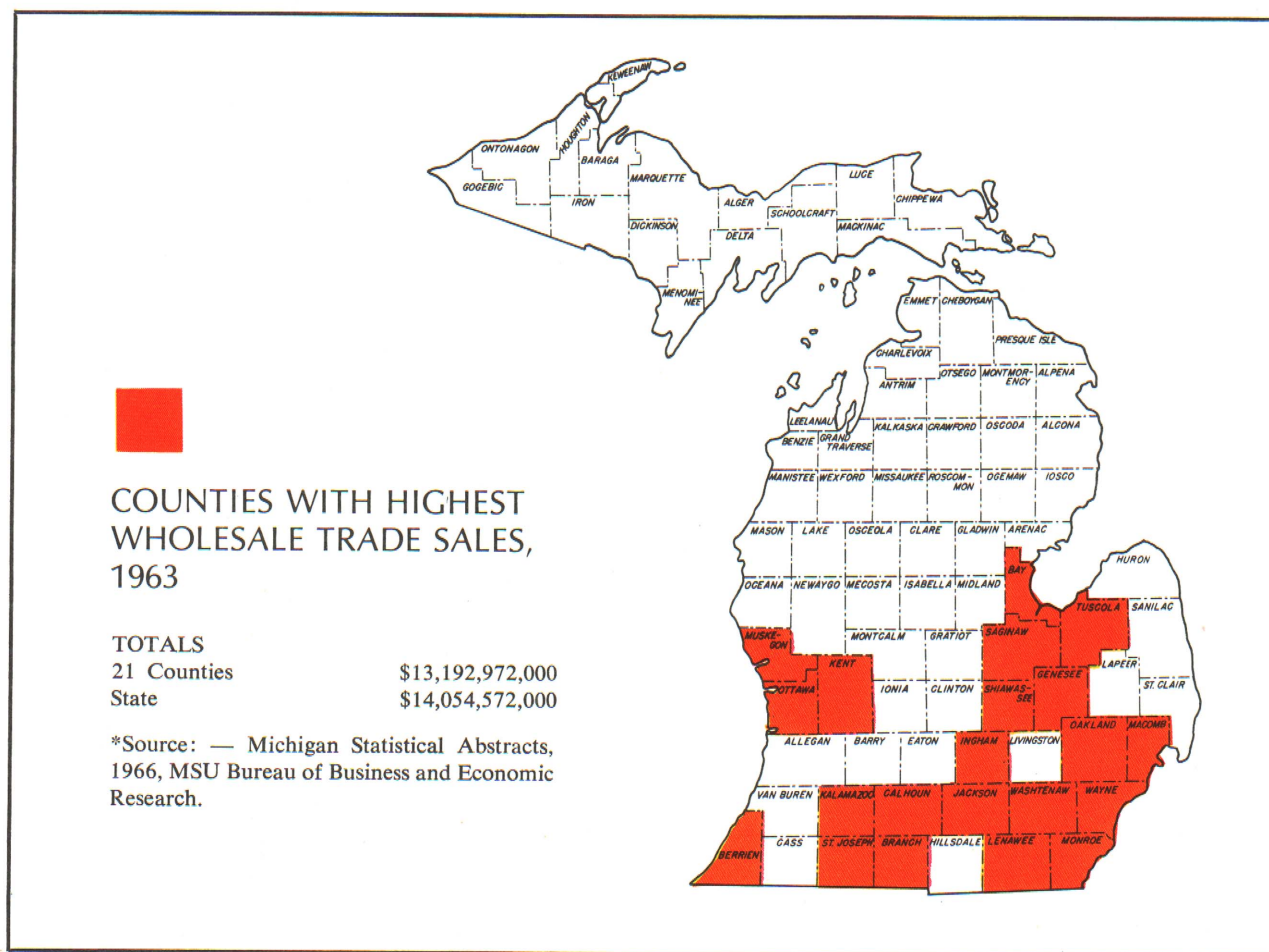 KEWEENAW
HOUGHTON
ONTONAGON
BARAGA
GOGEBIC
MARQUETTE
LUCE
IRON
ALGER
CHIPPEWA
SCHOOLCRAFT
DICKINSON
DELTA
MACKINAC
MENOMI-
NEE
EMMET
CHEBOYGAN
PRESQUE ISLE
CHARLEVOIX
ANTRIM
OTSEGO
MONTMOR-
ENCY
ALPENA
LEELANAU
BENZIE
GRAND
TRAVERSE
KALKASKA
CRAWFORD
OSCODA
ALCONA
MANISTEE
WEXFORD
MISSAUKEE
ROSCOM-
MON
OGEMAW
IOSCO
MASON
LAKE
OSCEOLA
CLARE
GLADWIN
ARENAC
OCEANA
NEWAYGO
MECOSTA
ISABELLA
MIDLAND
BAY
HURON
TUSCOLA
SANILAC
MUSKE-
GON
MONTCALM
GRATIOT
SAGINAW
KENT
OTTAWA
IONIA
CLINTON
SHIAWAS-
SEE
GENESEE
LAPEER
ST. CLAIR
ALLEGAN
BARRY
EATON
INGHAM
LIVINGSTON
OAKLAND
MACOMB
VAN BUREN
KALAMAZOO
CALHOUN
JACKSON
WASHTENAW
WAYNE
BERRIEN
CASS
ST. JOSEPH
BRANCH
HILLSDALE
LENAWEE
MONROE
COUNTIES WITH HIGHEST
WHOLESALE TRADE SALES,
1963
TOTALS
21 Counties $13,192,972,000
State $14,054,572,000
*Source: — Michigan Statistical Abstracts,
1966, MSU Bureau of Business and Economic
Research.